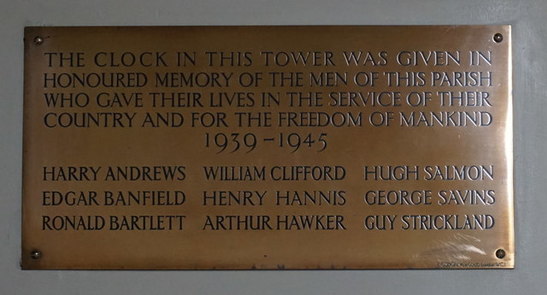 THE CLOCK IN THIS TOWER WAS GIVEN IN
HONOURED MEMORY OF THE MEN OF THIS PARISH
WHO GAVE THEIR LIVES IN THE SERVICE OF THEIR
COUNTRY AND FOR THE FREEDOM OF MANKIND
1939-1945
HARRY ANDREWS WILLIAM CLIFFORD HUGH SALMON
EDGAR BANFIELD HENRY HANNIS GEORGE SAVINS
RONALD BARTLETT ARTHUR HAWKER GUY STRICKLAND